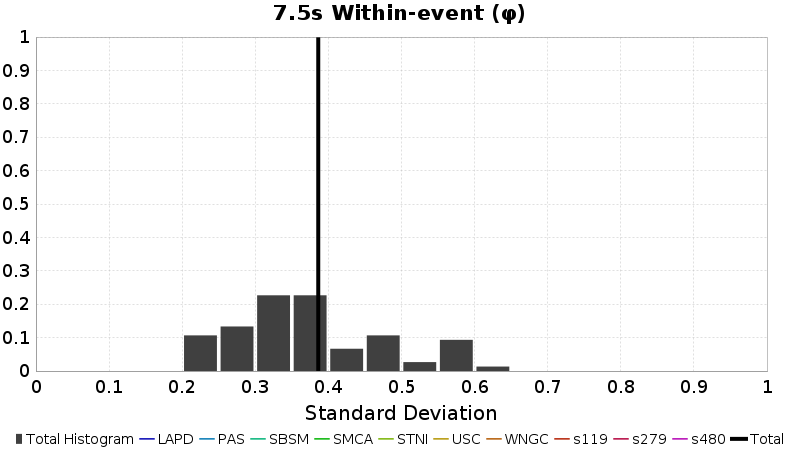 7.5s Within-event (φ)
1
0.9
0.8
0.7
0.6
0.5
0.4
0.3
0.2
0.1
0
0 0.1 0.2 0.3 0.4 0.5 0.6 0.7 0.8 0.9 1
Standard Deviation
Total Histogram LAPD PAS SBSM SMCA STNI USC WNGC s119 s279 s480 Total